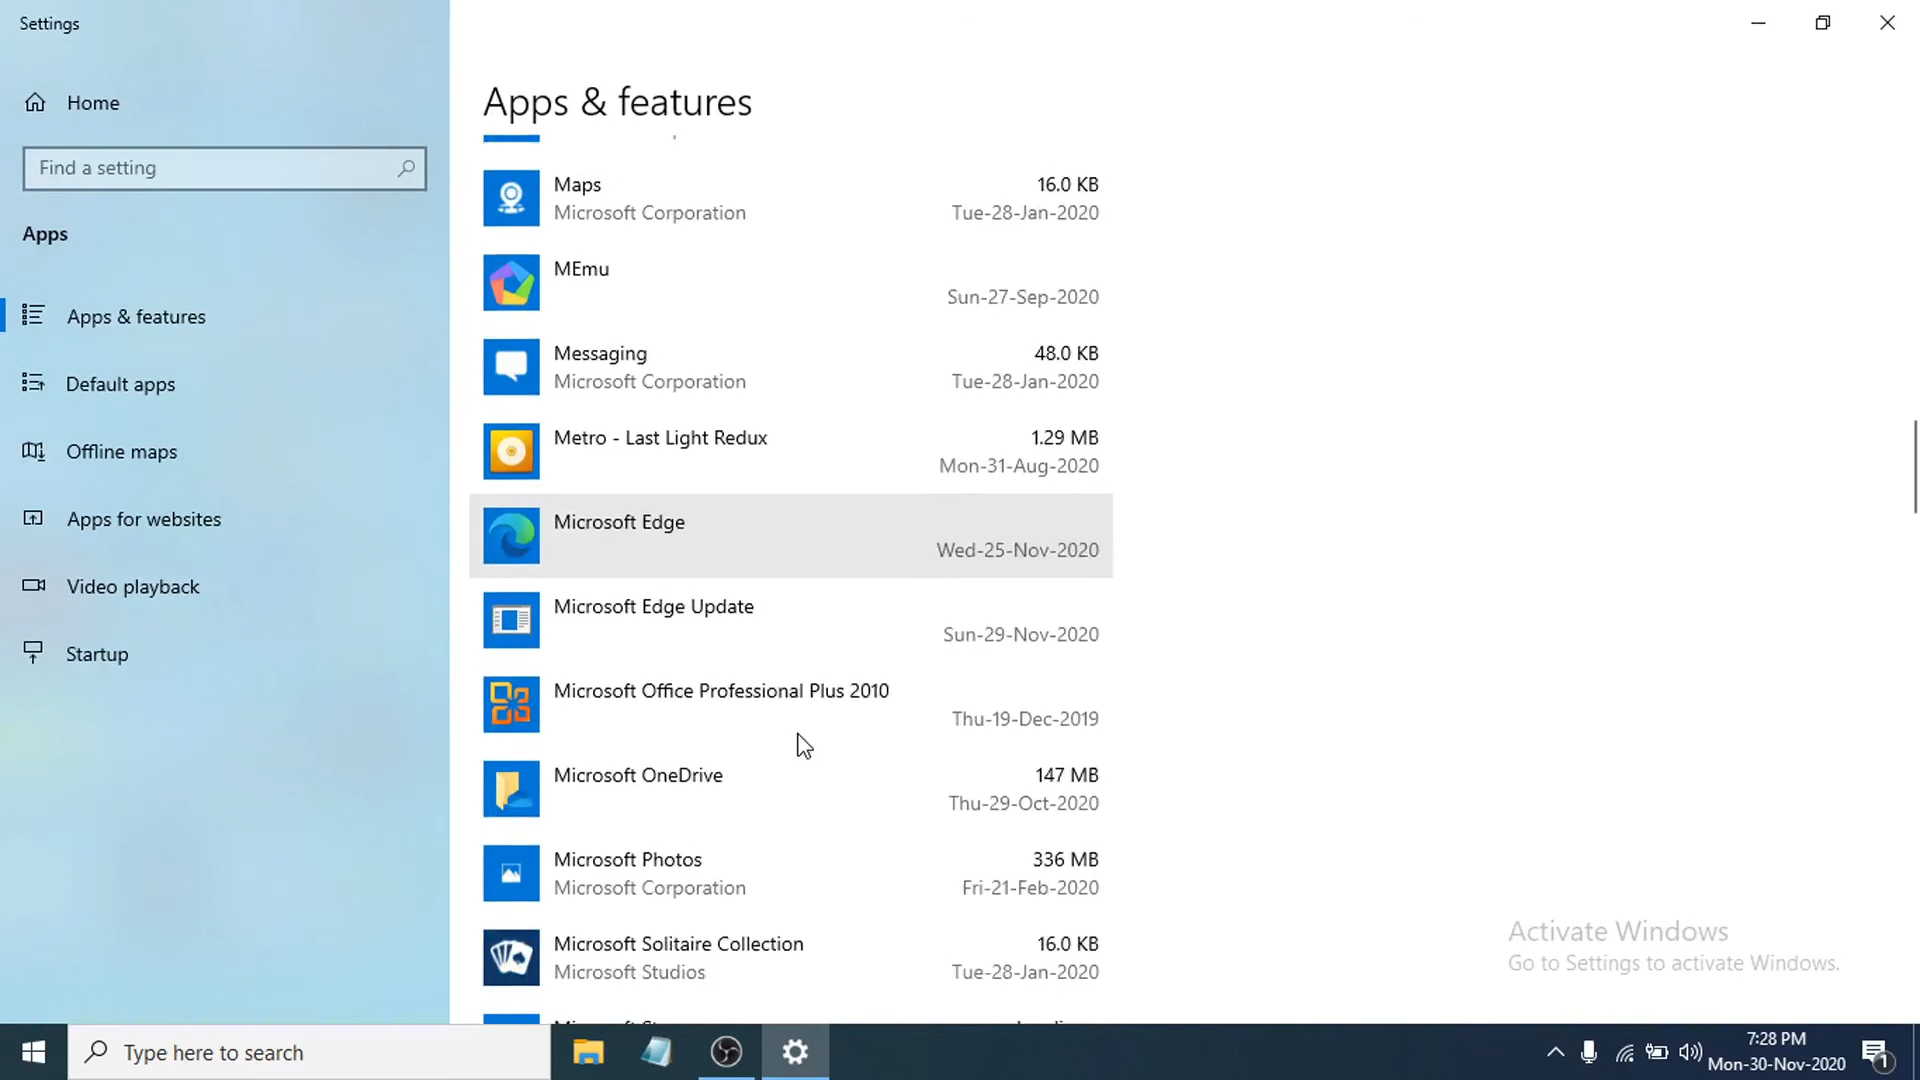 Settings
Home
Find a setting
Apps
Apps & features
Default apps
Offline maps
Apps for websites
Video playback
Startup
Apps & features
Maps 16.0 KB
Microsoft Corporation Tue-28-Jan-2020
MEmu
Sun-27-Sep-2020
Messaging 48.0 KB
Microsoft Corporation Tue-28-Jan-2020
Metro - Last Light Redux 1.29 MB
Mon-31-Aug-2020
Microsoft Edge
Wed-25-Nov-2020
Microsoft Edge Update
Sun-29-Nov-2020
Microsoft Office Professional Plus 2010
Thu-19-Dec-2019
Microsoft OneDrive 147 MB
Thu-29-Oct-2020
Microsoft Photos 336 MB
Microsoft Corporation Fri-21-Feb-2020
Microsoft Solitaire Collection 16.0 KB
Microsoft Studios Tue-28-Jan-2020
Activate Windows
Go to Settings to activate Windows.
Type here to search
7:28 PM
Mon-30-Nov-2020
1